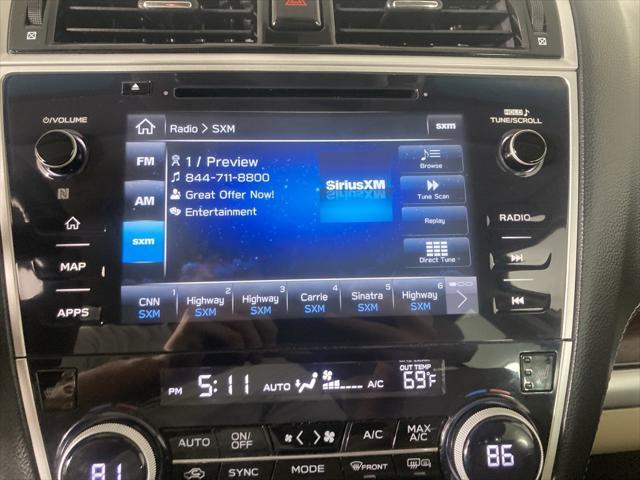 ⏻/VOLUME
HOLD ♪
TUNE/SCROLL
Radio > SXM
sxm
FM
1 / Preview
844-711-8800
Great Offer Now!
Entertainment
SiriusXM
Browse
Tune Scan
Replay
Direct Tune
AM
sxm
RADIO
MAP
APPS
1 2 3 4 5 6
CNN Highway Highway Carrie Sinatra Highway
SXM SXM SXM SXM SXM SXM
OUT TEMP
PM 5:11 AUTO A/C 69°F
AUTO ON/OFF A/C MAX A/C
81 86
SYNC MODE FRONT